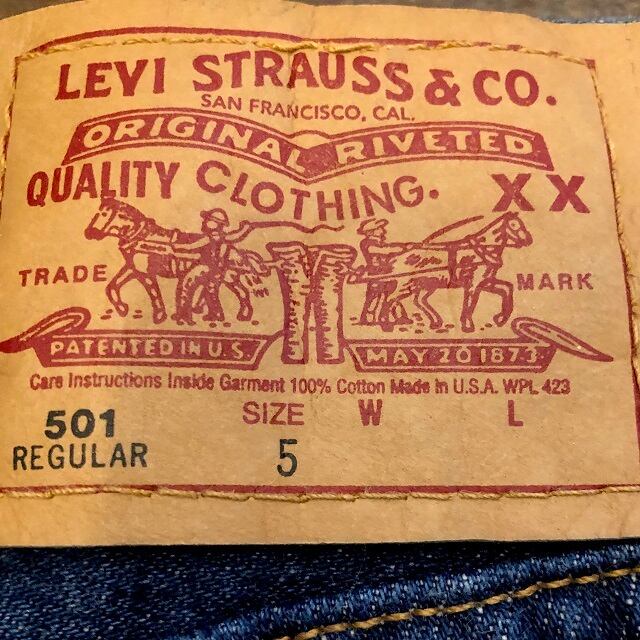 LEVI STRAUSS & CO.
SAN FRANCISCO, CAL.
ORIGINAL RIVETED
QUALITY CLOTHING. XX
TRADE MARK
PATENTED IN U.S. MAY 20 1873
Care Instructions Inside Garment 100% Cotton Made in U.S.A. WPL 423
501 SIZE W L
REGULAR 5